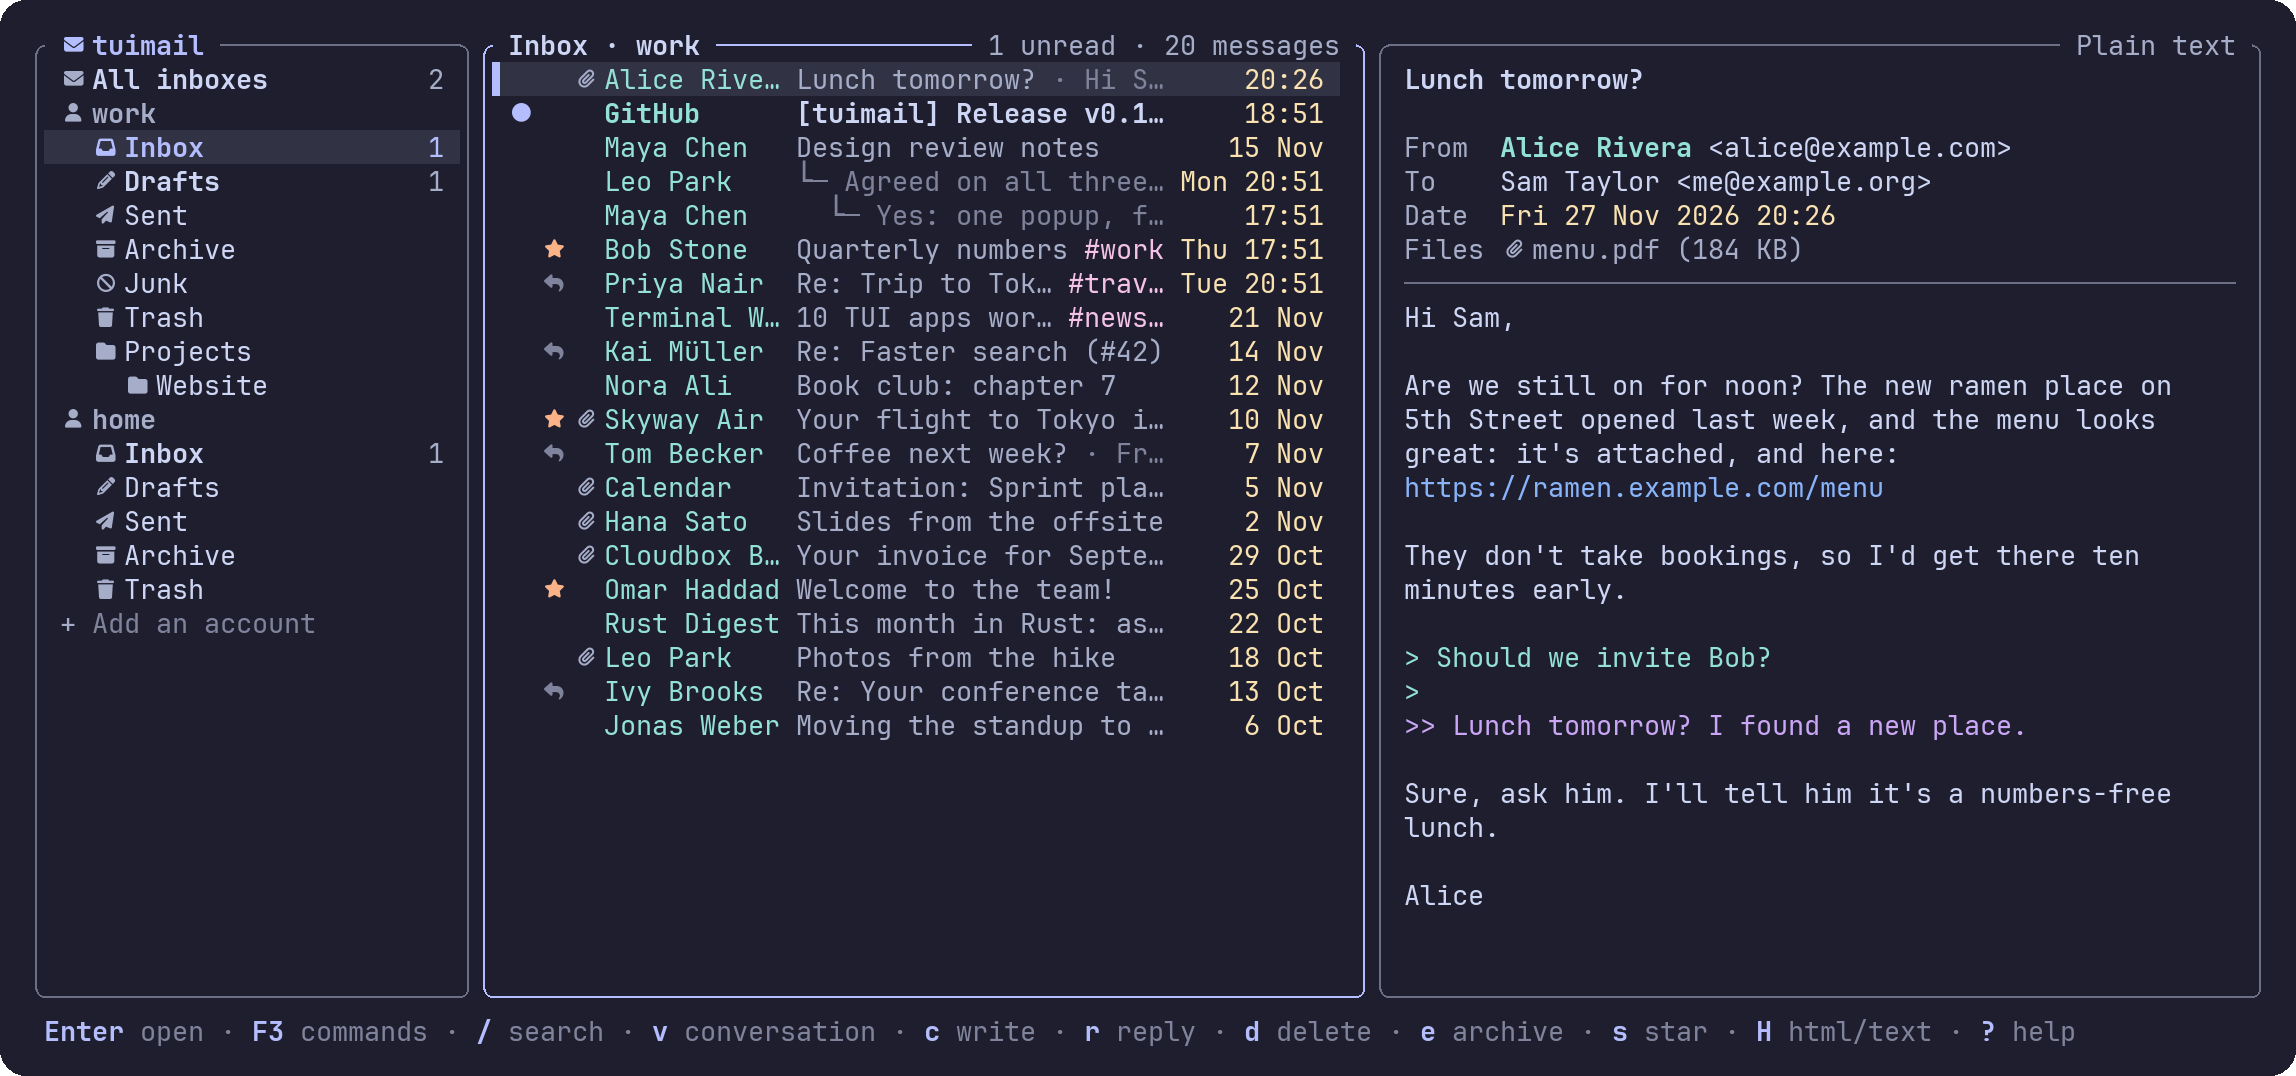 tuimail
All inboxes 2
work
Inbox 1
Drafts 1
Sent
Archive
Junk
Trash
Projects
Website
home
Inbox 1
Drafts
Sent
Archive
Trash
+ Add an account
Inbox · work 1 unread · 20 messages
Alice Rive… Lunch tomorrow? · Hi S… 20:26
GitHub [tuimail] Release v0.1… 18:51
Maya Chen Design review notes 15 Nov
Leo Park Agreed on all three… Mon 20:51
Maya Chen Yes: one popup, f… 17:51
Bob Stone Quarterly numbers #work Thu 17:51
Priya Nair Re: Trip to Tok… #trav… Tue 20:51
Terminal W… 10 TUI apps wor… #news… 21 Nov
Kai Müller Re: Faster search (#42) 14 Nov
Nora Ali Book club: chapter 7 12 Nov
Skyway Air Your flight to Tokyo i… 10 Nov
Tom Becker Coffee next week? · Fr… 7 Nov
Calendar Invitation: Sprint pla… 5 Nov
Hana Sato Slides from the offsite 2 Nov
Cloudbox B… Your invoice for Septe… 29 Oct
Omar Haddad Welcome to the team! 25 Oct
Rust Digest This month in Rust: as… 22 Oct
Leo Park Photos from the hike 18 Oct
Ivy Brooks Re: Your conference ta… 13 Oct
Jonas Weber Moving the standup to … 6 Oct
Plain text
Lunch tomorrow?
From Alice Rivera <alice@example.com>
To Sam Taylor <me@example.org>
Date Fri 27 Nov 2026 20:26
Files menu.pdf (184 KB)
Hi Sam,
Are we still on for noon? The new ramen place on
5th Street opened last week, and the menu looks
great: it's attached, and here:
https://ramen.example.com/menu
They don't take bookings, so I'd get there ten
minutes early.
> Should we invite Bob?
>
>> Lunch tomorrow? I found a new place.
Sure, ask him. I'll tell him it's a numbers-free
lunch.
Alice
Enter open · F3 commands · / search · v conversation · c write · r reply · d delete · e archive · s star · H html/text · ? help